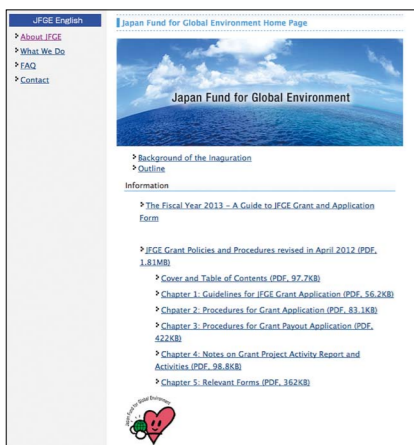 JFGE English
About JFGE
What We Do
FAQ
Contact
Japan Fund for Global Environment Home Page
Japan Fund for Global Environment
Background of the Inaguration
Outline
Information
The Fiscal Year 2013 – A Guide to JFGE Grant and Application
Form
JFGE Grant Policies and Procedures revised in April 2012 (PDF,
1.81MB)
Cover and Table of Contents (PDF, 97.7KB)
Chapter 1: Guidelines for JFGE Grant Application (PDF, 56.2KB)
Chpater 2: Procedures for Grant Application (PDF, 83.1KB)
Chapter 3: Procedures for Grant Payout Application (PDF,
422KB)
Chapter 4: Notes on Grant Project Activity Report and
Activities (PDF, 98.8KB)
Chapter 5: Relevant Forms (PDF, 362KB)
Japan Fund for Global Environment